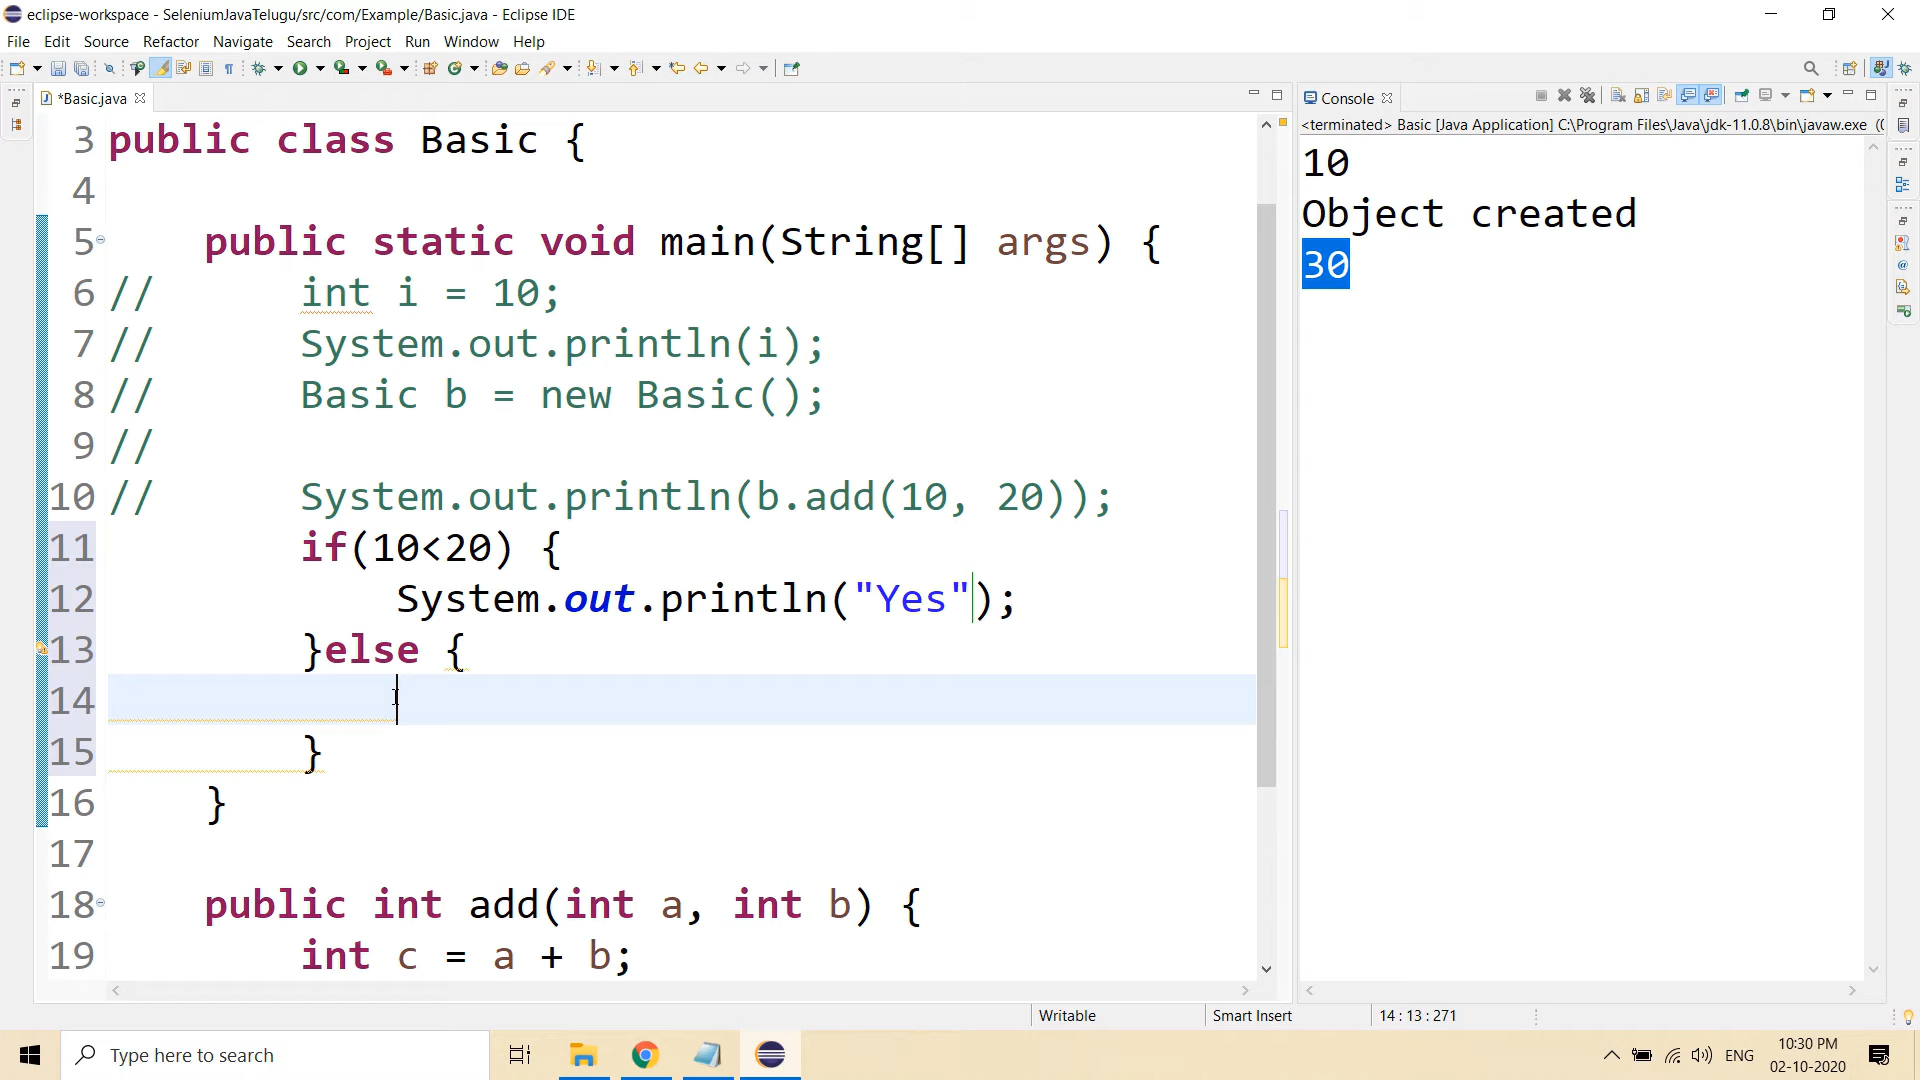 eclipse-workspace - SeleniumJavaTelugu/src/com/Example/Basic.java - Eclipse IDE
File Edit Source Refactor Navigate Search Project Run Window Help
*Basic.java
Console
<terminated> Basic [Java Application] C:\Program Files\Java\jdk-11.0.8\bin\javaw.exe (0
3 public class Basic {
4
5 public static void main(String[] args) {
6 // int i = 10;
7 // System.out.println(i);
8 // Basic b = new Basic();
9 //
10 // System.out.println(b.add(10, 20));
11 if(10<20) {
12 System.out.println("Yes");
13 }else {
14
15 }
16 }
17
18 public int add(int a, int b) {
19 int c = a + b;
10
Object created
30
Writable Smart Insert 14 : 13 : 271
Type here to search
ENG
10:30 PM
02-10-2020